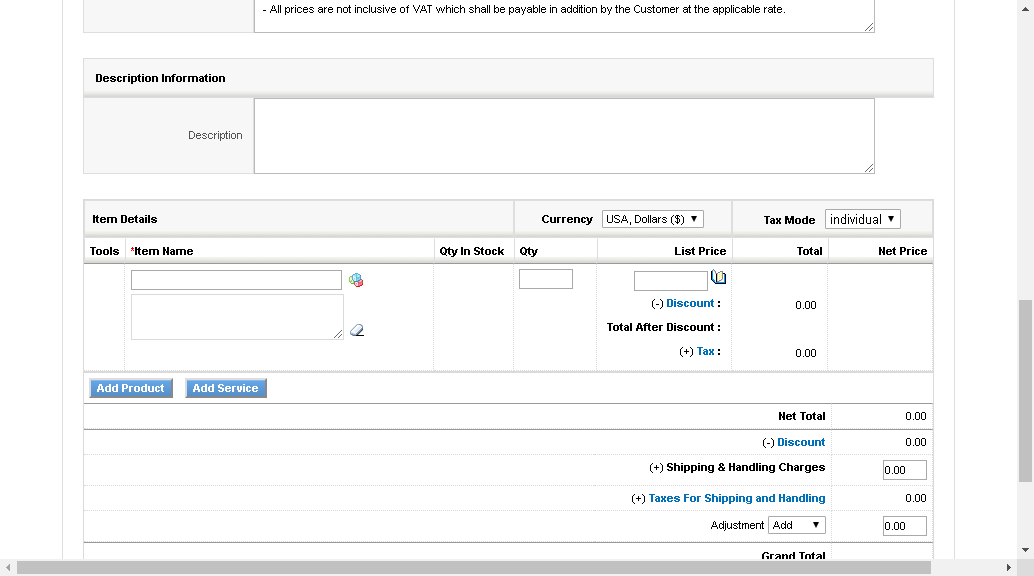 - All prices are not inclusive of VAT which shall be payable in addition by the Customer at the applicable rate.
Description Information
Description
Item Details Currency USA, Dollars ($) Tax Mode individual
Tools *Item Name Qty In Stock Qty List Price Total Net Price
(-) Discount : 0.00
Total After Discount :
(+) Tax : 0.00
Add Product Add Service
Net Total 0.00
(-) Discount 0.00
(+) Shipping & Handling Charges 0.00
(+) Taxes For Shipping and Handling 0.00
Adjustment Add 0.00
Grand Total